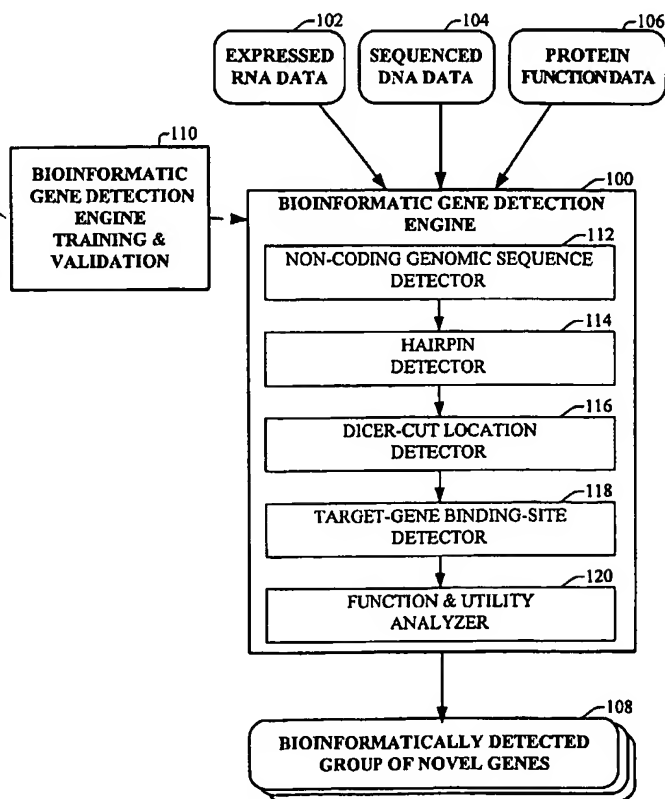 102
104
106
EXPRESSED
RNA DATA
SEQUENCED
DNA DATA
PROTEIN
FUNCTION DATA
110
BIOINFORMATIC
GENE DETECTION
ENGINE
TRAINING &
VALIDATION
100
BIOINFORMATIC GENE DETECTION
ENGINE
112
NON-CODING GENOMIC SEQUENCE
DETECTOR
114
HAIRPIN
DETECTOR
116
DICER-CUT LOCATION
DETECTOR
118
TARGET-GENE BINDING-SITE
DETECTOR
120
FUNCTION & UTILITY
ANALYZER
108
BIOINFORMATICALLY DETECTED
GROUP OF NOVEL GENES